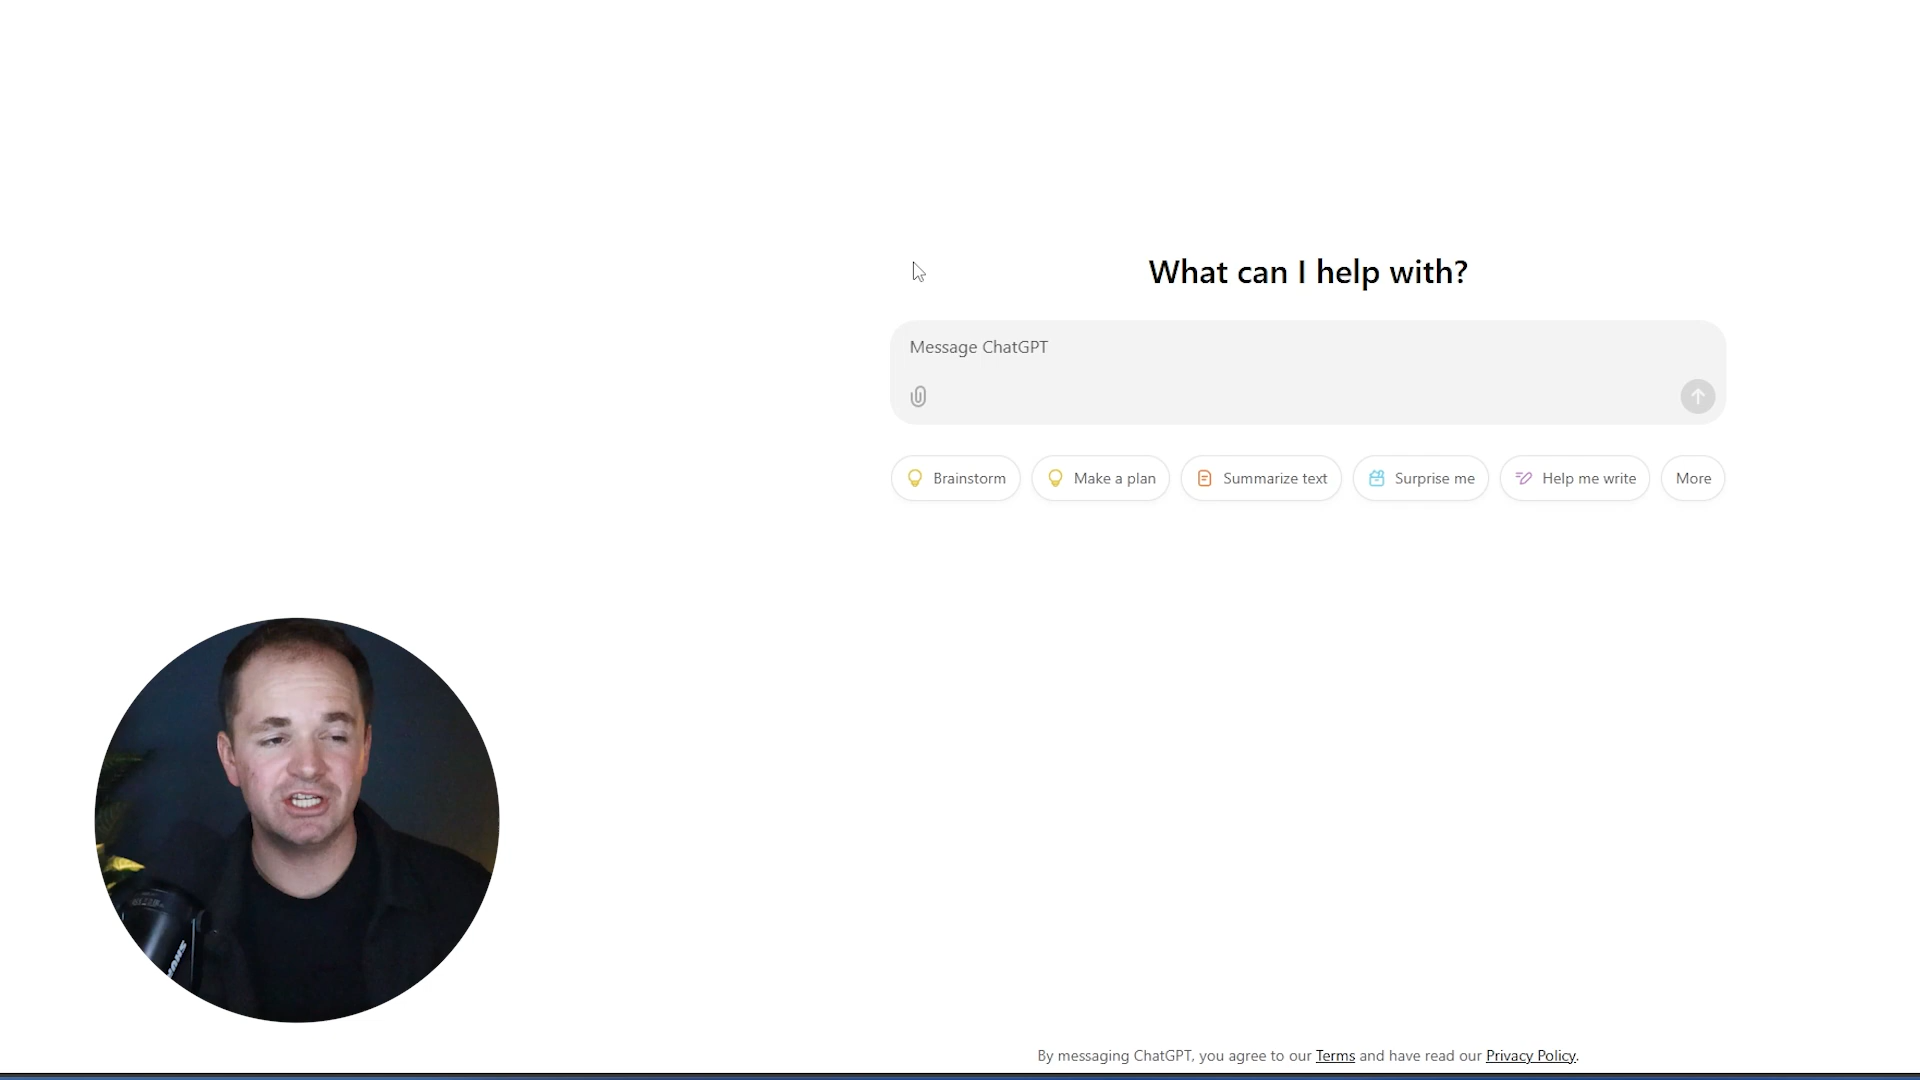 What can I help with?
Message ChatGPT
Brainstorm
Make a plan
Summarize text
Surprise me
Help me write
More
By messaging ChatGPT, you agree to our Terms and have read our Privacy Policy.